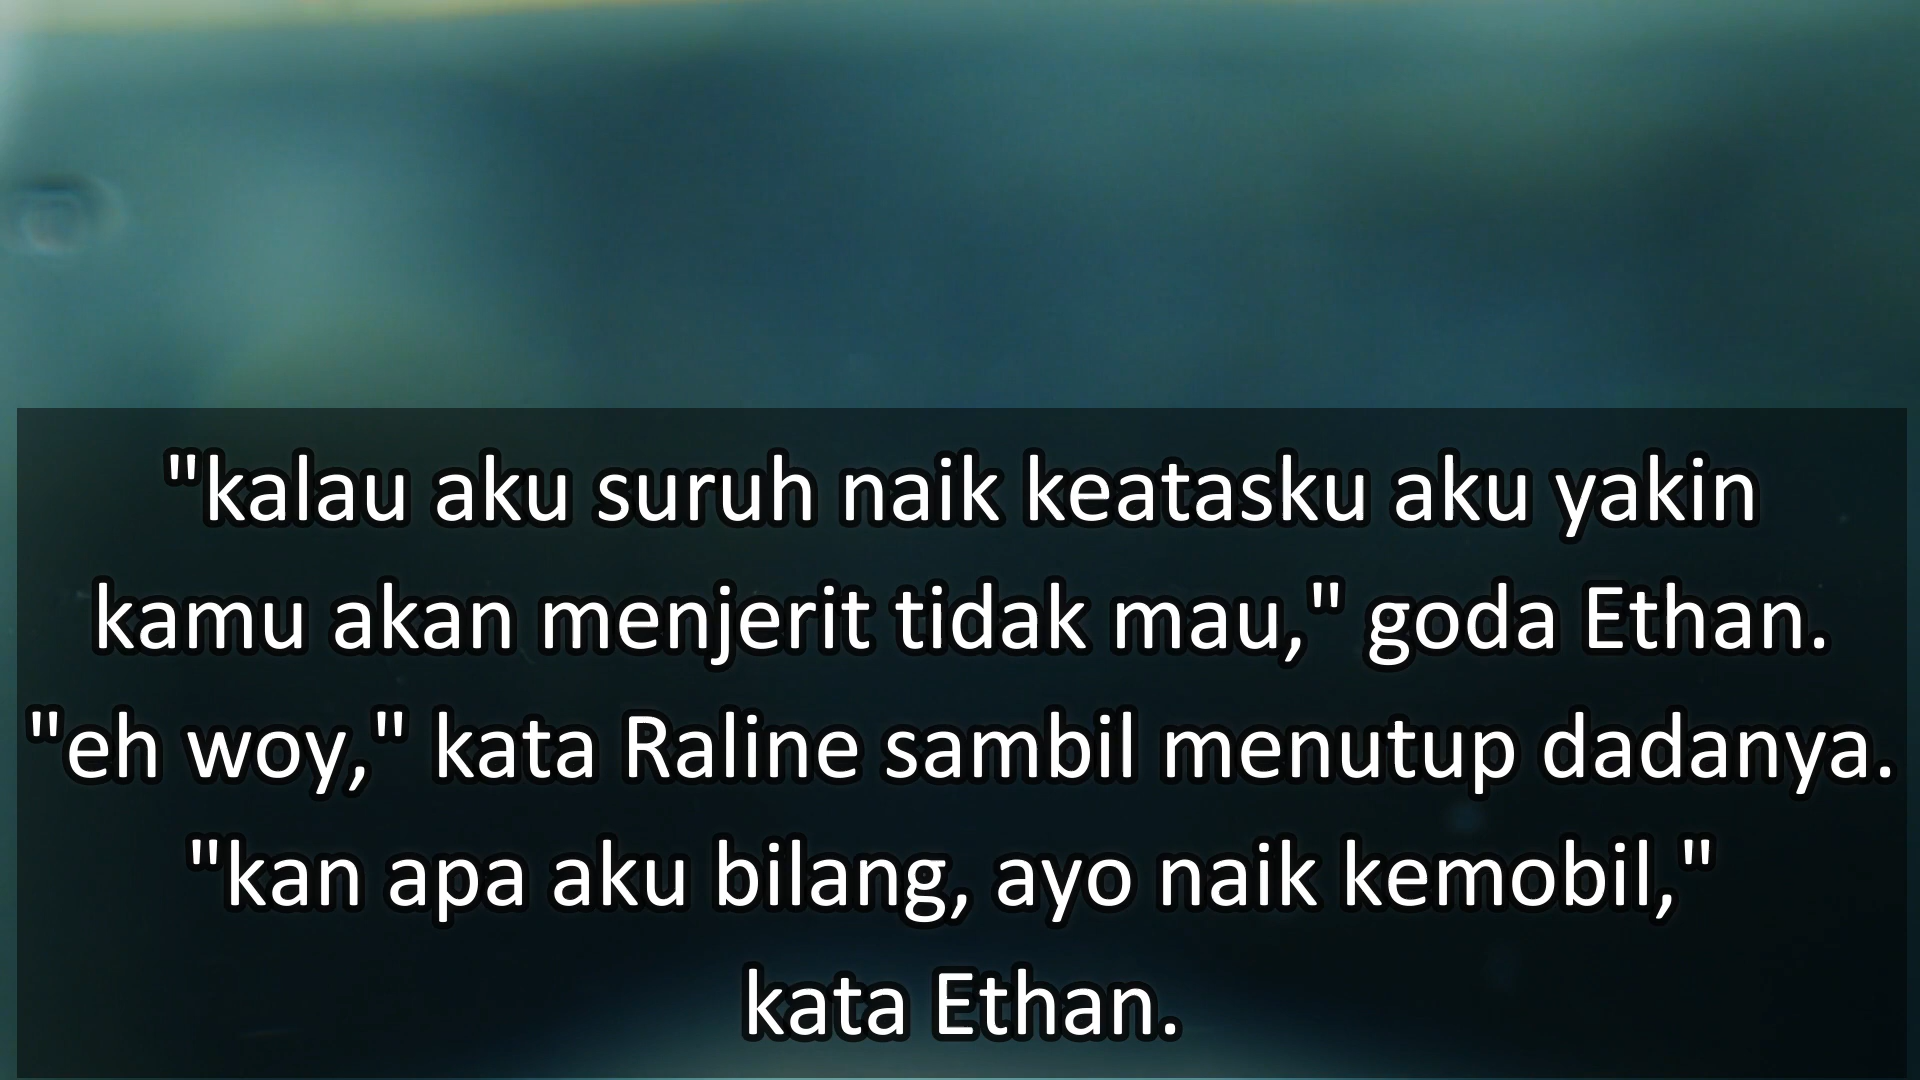 "kalau aku suruh naik keatasku aku yakin
kamu akan menjerit tidak mau," goda Ethan.
"eh woy," kata Raline sambil menutup dadanya.
"kan apa aku bilang, ayo naik kemobil,"
kata Ethan.